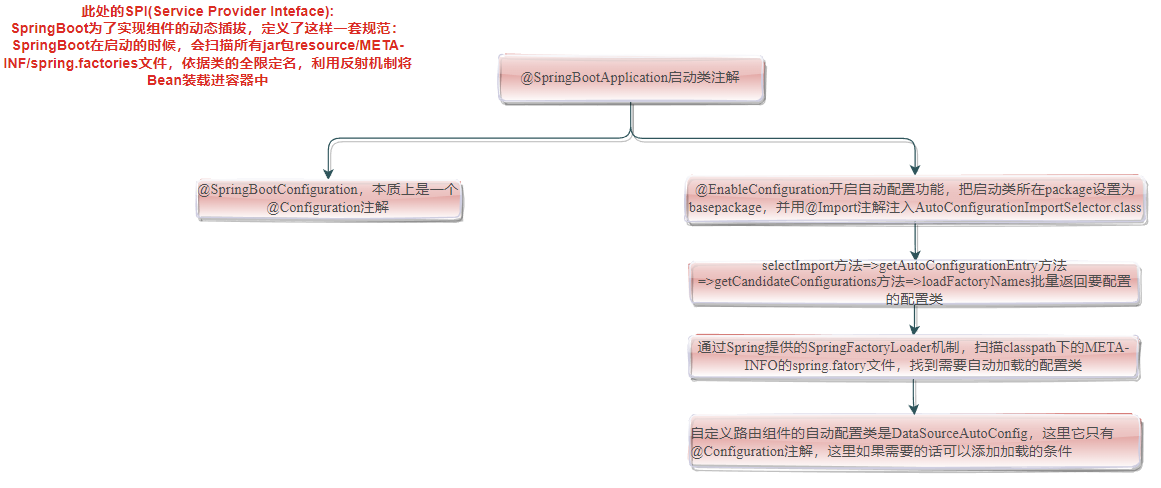 此处的SPI(Service Provider Inteface):
SpringBoot为了实现组件的动态插拔，定义了这样一套规范：
SpringBoot在启动的时候，会扫描所有jar包resource/META-
INF/spring.factories文件，依据类的全限定名，利用反射机制将
Bean装载进容器中
@SpringBootApplication启动类注解
@SpringBootConfiguration，本质上是一个
@Configuration注解
@EnableConfiguration开启自动配置功能，把启动类所在package设置为
basepackage，并用@Import注解注入AutoConfigurationImportSelector.class
selectImport方法=>getAutoConfigurationEntry方法
=>getCandidateConfigurations方法=>loadFactoryNames批量返回要配置
的配置类
通过Spring提供的SpringFactoryLoader机制，扫描classpath下的META-
INFO的spring.fatory文件，找到需要自动加载的配置类
自定义路由组件的自动配置类是DataSourceAutoConfig，这里它只有
@Configuration注解，这里如果需要的话可以添加加载的条件